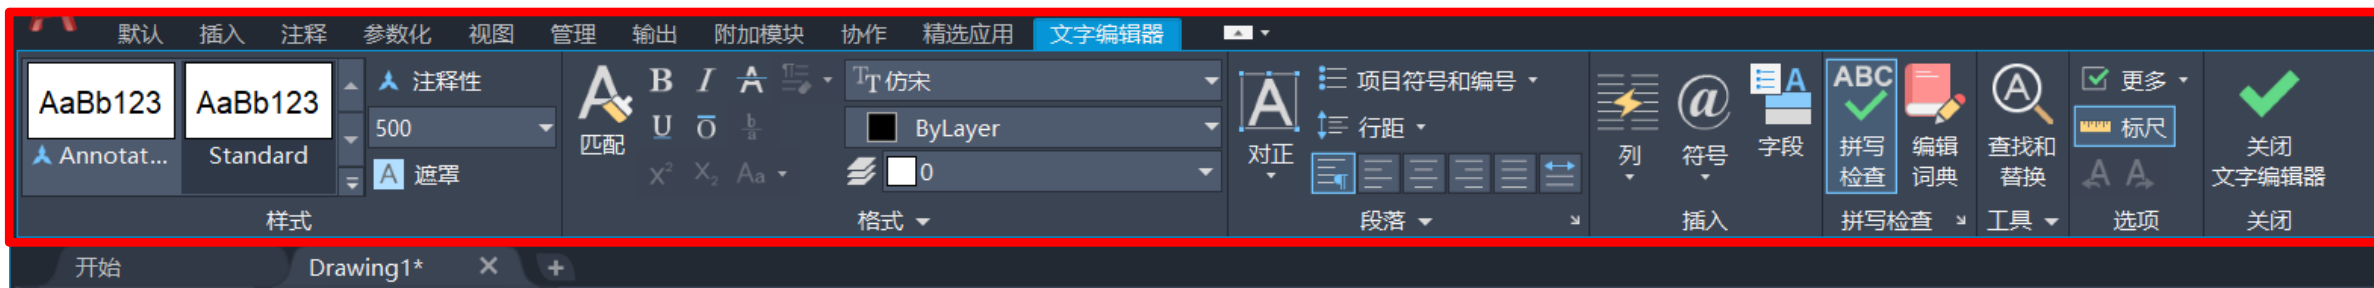 默认 插入 注释 参数化 视图 管理 输出 附加模块 协作 精选应用 文字编辑器
AaBb123 AaBb123 注释性
Annotat... Standard 500
遮罩
样式
匹配
B I A
U O b/a
X² X₂ Aa
TT 仿宋
ByLayer
0
格式
A
对正
项目符号和编号
行距
段落
列
@
符号
A
字段
插入
ABC
拼写
检查
编辑
词典
拼写检查
A
查找和
替换
工具
更多
标尺
A A
选项
关闭
文字编辑器
关闭
开始 Drawing1*